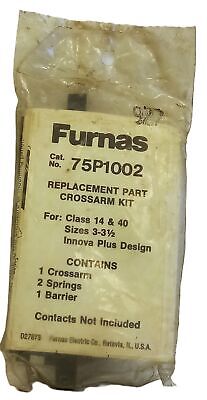 Furnas
Cat. No. 75P1002
REPLACEMENT PART
CROSSARM KIT
For: Class 14 & 40
Sizes 3-3½
Innova Plus Design
CONTAINS
1 Crossarm
2 Springs
1 Barrier
Contacts Not Included
D27873 Furnas Electric Co., Batavia, IL, U.S.A.